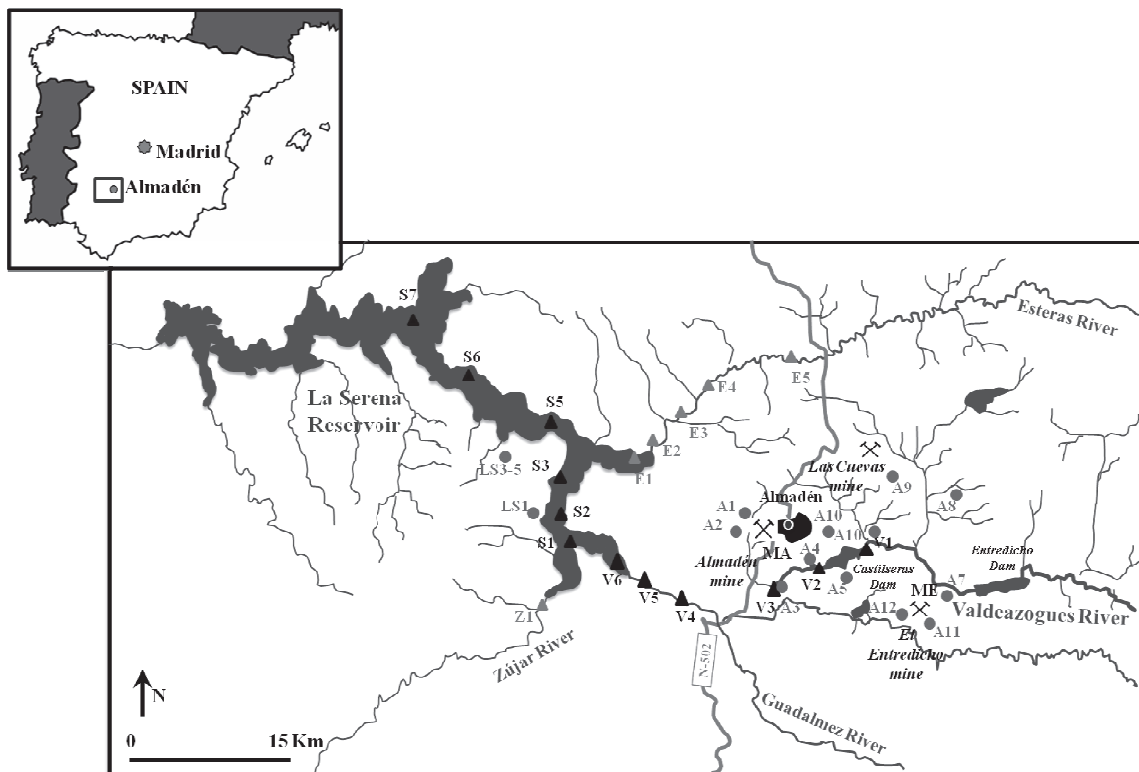 SPAIN
Madrid
Almadén
S7
Esteras River
S6
E5
E4
La Serena
Reservoir
S5
E3
E2
LS3-5
S3
E1
Las Cuevas
mine
A9
Almadén
A8
LS1
S2
A1
A10
A2
S1
MA
A10
V1
Almadén
mine
A4
Castilseras
Dam
Entredicho
Dam
V6
V2
A5
V5
ME
A7
V3
A3
Z1
V4
A12
Valdeazogues River
A11
El
Entredicho
mine
Zújar River
N-502
Guadalmez River
N
0
15 Km